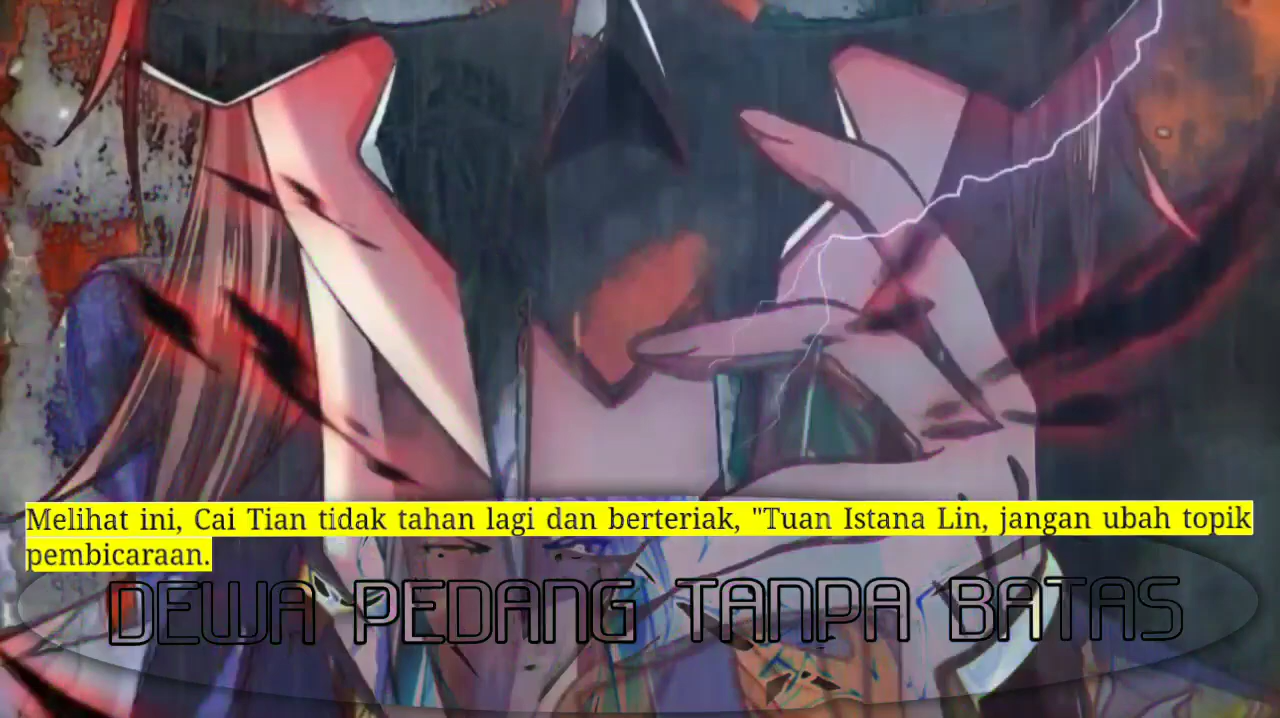 Melihat ini, Cai Tian tidak tahan lagi dan berteriak, "Tuan Istana Lin, jangan ubah topik
pembicaraan.
DEWA PEDANG TANPA BATAS